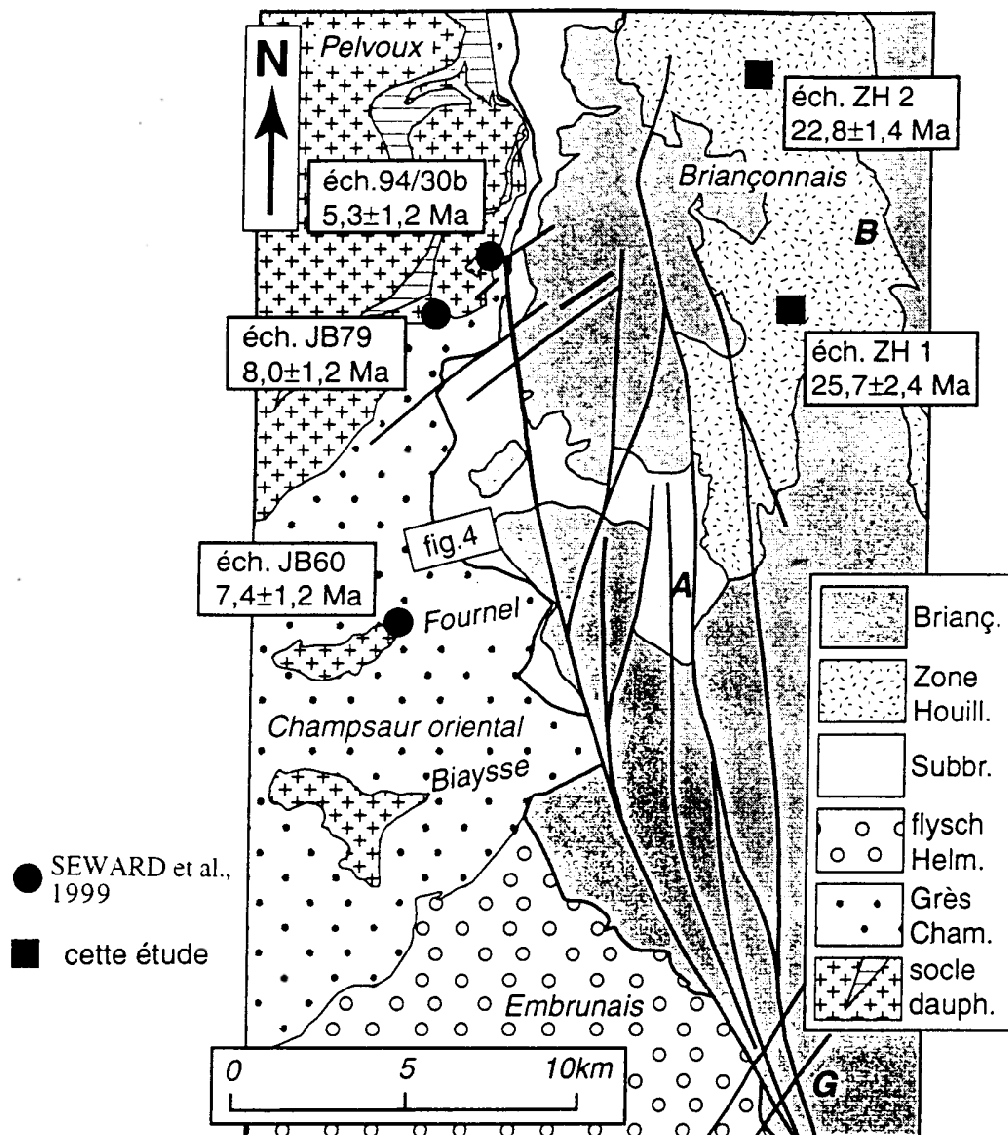 Pelvoux
N
éch. ZH 2
22,8±1,4 Ma
éch.94/30b
5,3±1,2 Ma
Briançonnais
B
éch. JB79
8,0±1,2 Ma
éch. ZH 1
25,7±2,4 Ma
fig.4
éch. JB60
7,4±1,2 Ma
A
Fournel
Brianç.
Zone
Houill.
Champsaur oriental
Subbr.
Biaysse
flysch
Helm.
SEWARD et al.,
1999
Grès
Cham.
cette étude
socle
dauph.
Embrunais
0 5 10km
G